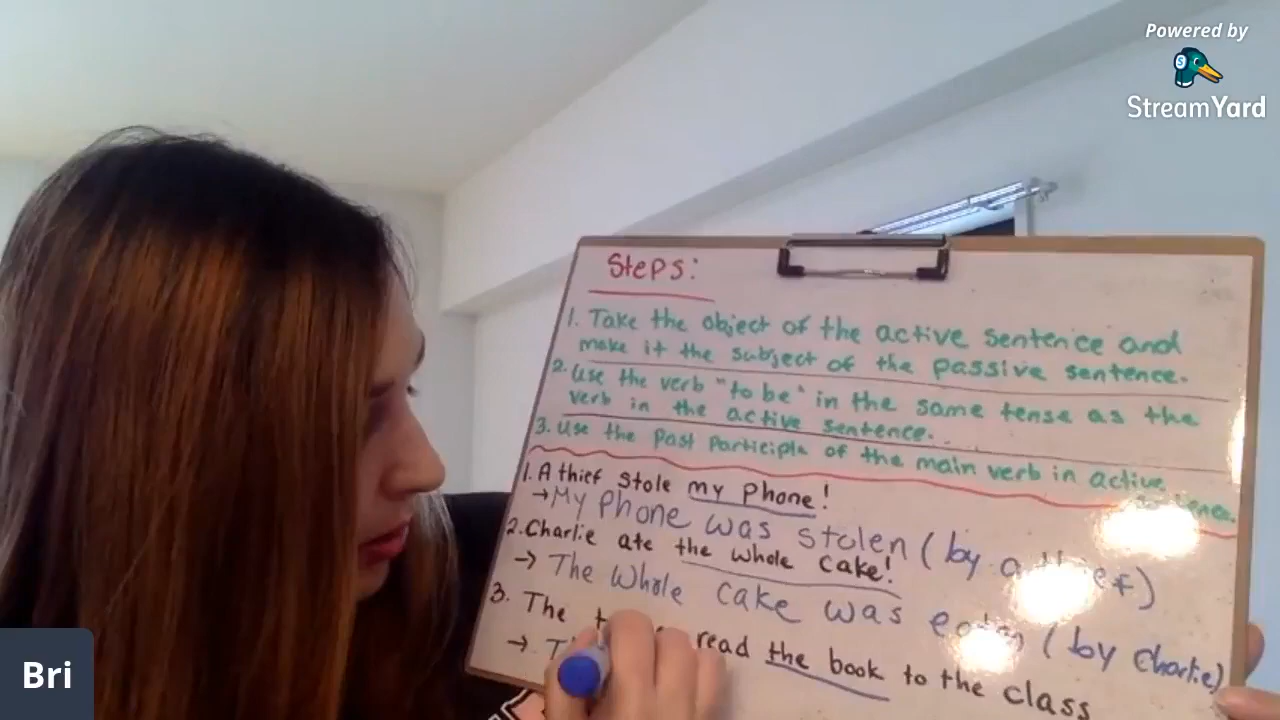 Powered by
StreamYard
Steps:
1. Take the object of the active sentence and
make it the subject of the passive sentence.
2. Use the verb "to be" in the same tense as the
verb in the active sentence.
3. Use the past participle of the main verb in active
1. A thief stole my phone!
→ My phone was stolen (by a thief)
2. Charlie ate the whole cake!
→ The whole cake was eaten (by Charlie)
3. The read the book to the class
→
Bri